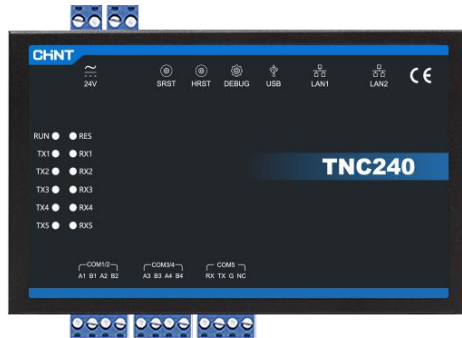 CHINT
24V SRST HRST DEBUG USB LAN1 LAN2 CE
RUN RES
TX1 RX1
TX2 RX2
TX3 RX3
TX4 RX4
TX5 RX5
TNC240
COM1/2 COM3/4 COM5
A1 B1 A2 B2 A3 B3 A4 B4 RX TX G NC